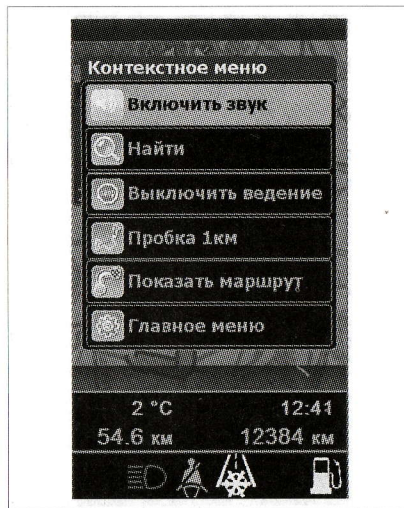 Контекстное меню
Включить звук
Найти
Выключить ведение
Пробка 1км
Показать маршрут
Главное меню
2 °C 12:41
54.6 км 12384 км